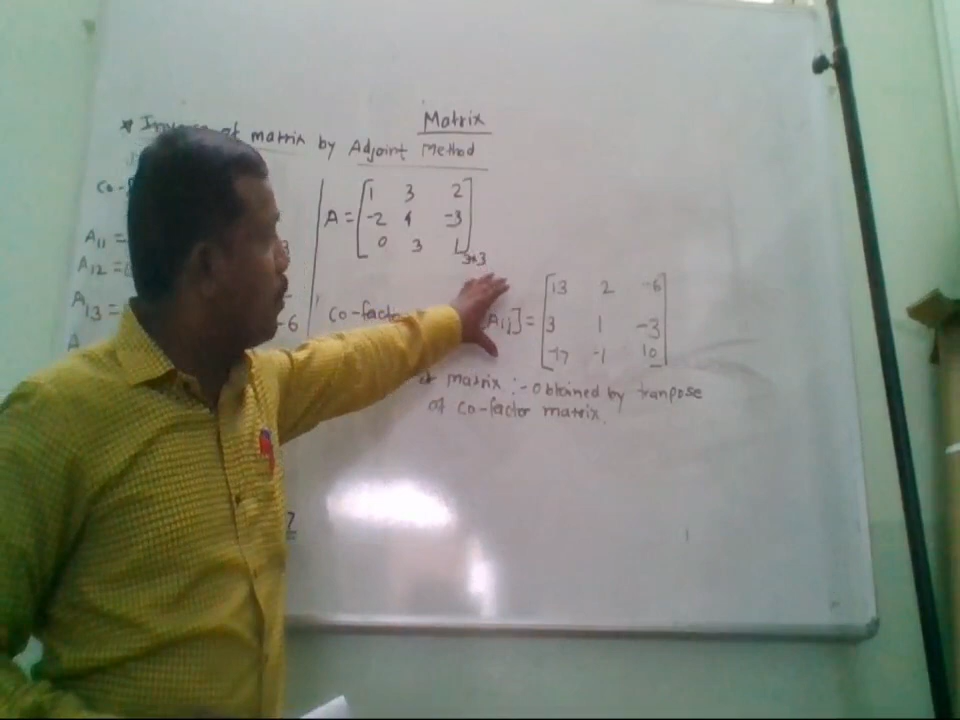 Matrix
* Inverse of matrix by Adjoint Method
co-
A = [1 3 2
-2 4 -3
0 3 1] 3*3
A11 =
A12 =
A13 =
-6
A
co-factor
[Aij] = [13 2 -6
3 1 -3
-17 -1 10]
matrix :- Obtained by tranpose
of co-factor matrix.